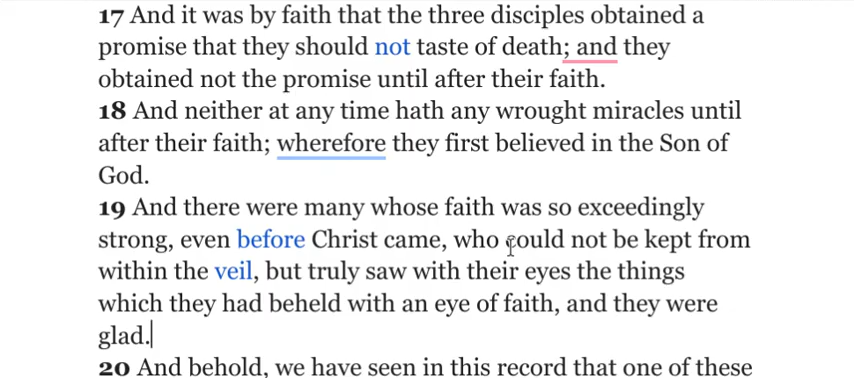 17 And it was by faith that the three disciples obtained a
promise that they should not taste of death; and they
obtained not the promise until after their faith.
18 And neither at any time hath any wrought miracles until
after their faith; wherefore they first believed in the Son of
God.
19 And there were many whose faith was so exceedingly
strong, even before Christ came, who could not be kept from
within the veil, but truly saw with their eyes the things
which they had beheld with an eye of faith, and they were
glad.
20 And behold, we have seen in this record that one of these